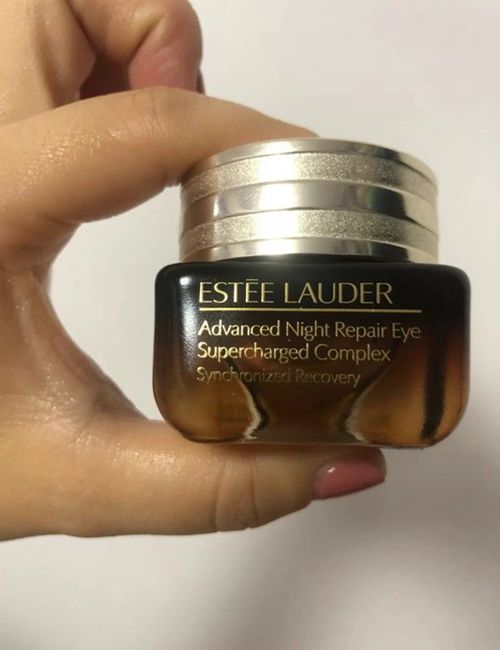 ESTĒE LAUDER
Advanced Night Repair Eye
Supercharged Complex
Synchronized Recovery